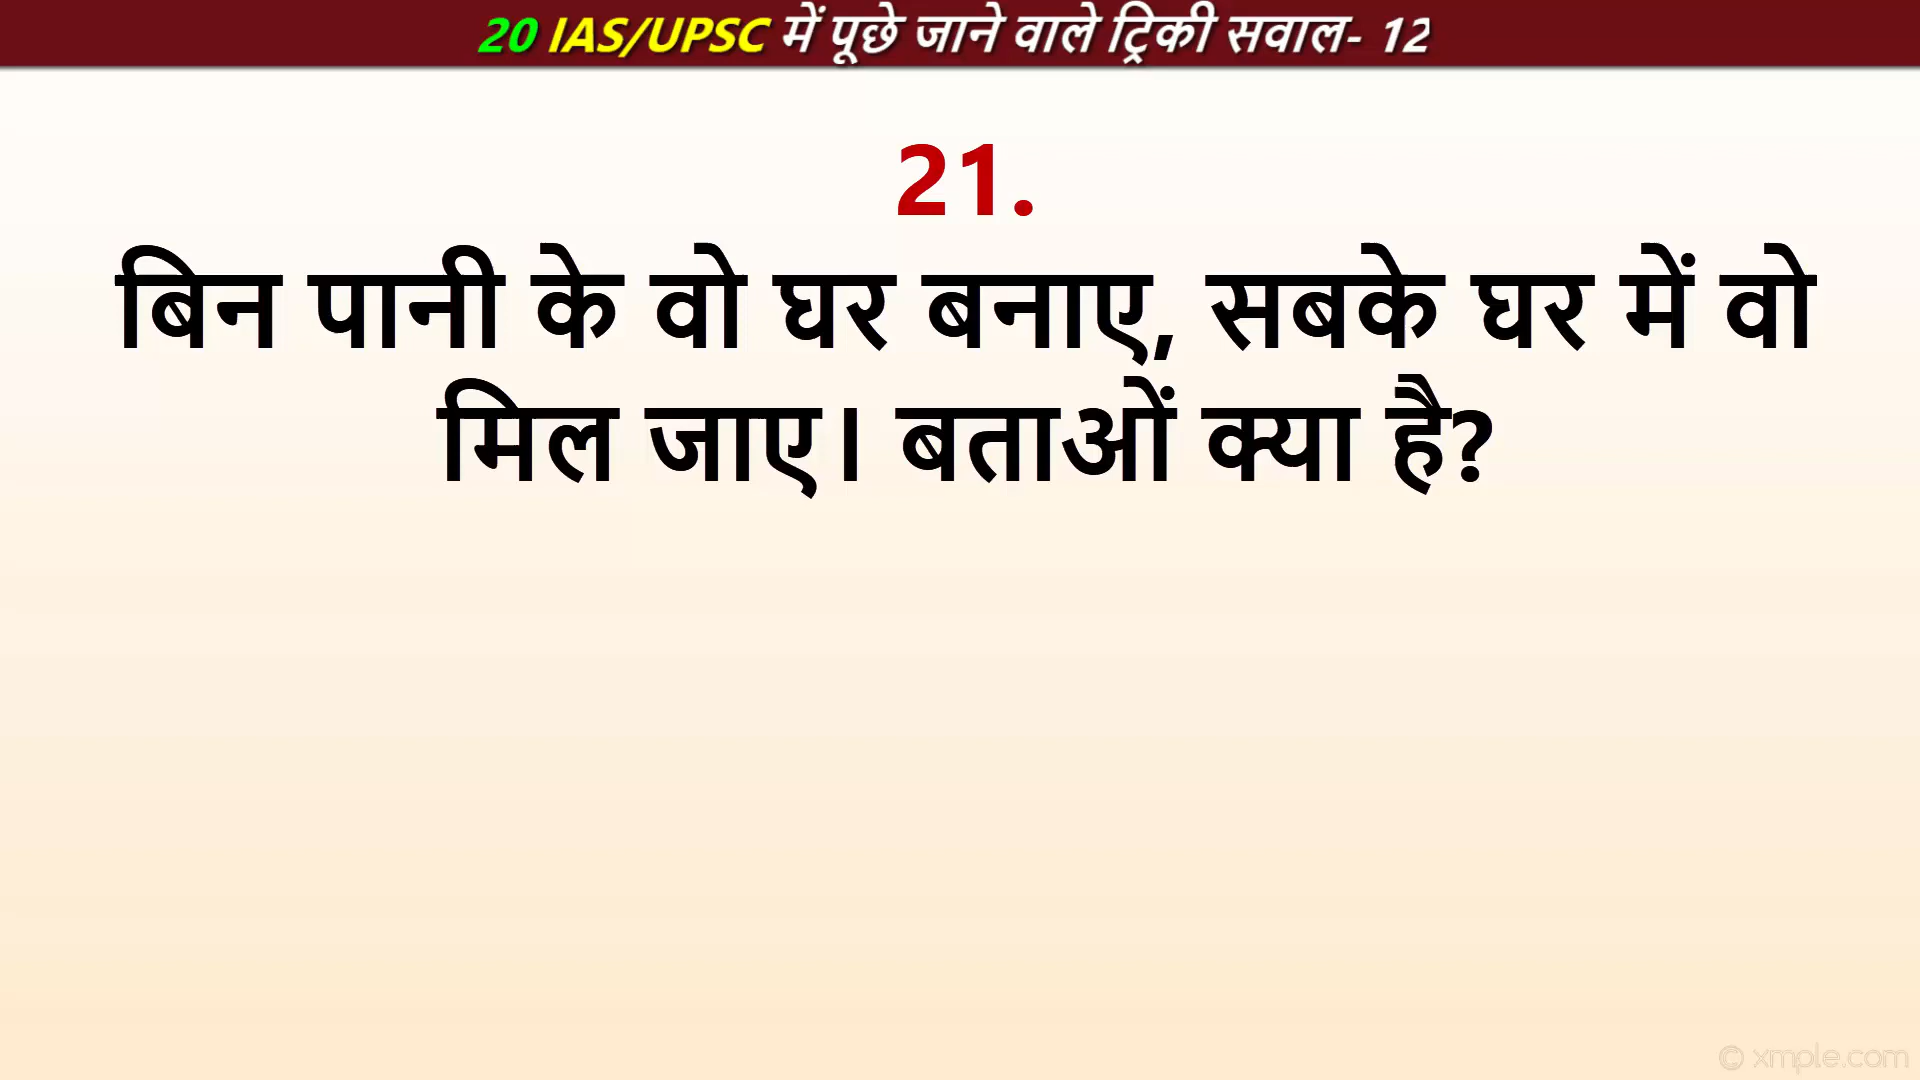 20 IAS/UPSC में पूछे जाने वाले ट्रिकी सवाल- 12
21.
बिन पानी के वो घर बनाए, सबके घर में वो
मिल जाए। बताओं क्या है?
© xmple.com